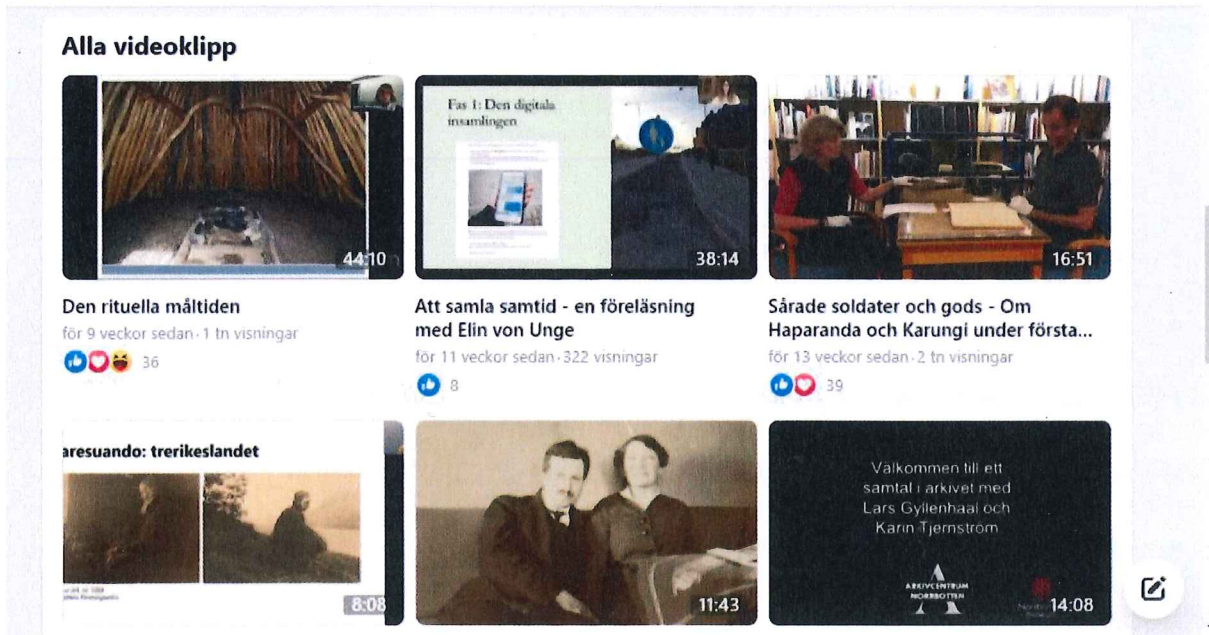 Alla videoklipp
44:10
Fas 1: Den digitala
insamlingen
38:14
16:51
Den rituella måltiden
för 9 veckor sedan · 1 tn visningar
36
Att samla samtid - en föreläsning
med Elin von Unge
för 11 veckor sedan · 322 visningar
8
Sårade soldater och gods - Om
Haparanda och Karungi under första...
för 13 veckor sedan · 2 tn visningar
39
aresuando: trerikeslandet
8:08
11:43
Välkommen till ett
samtal i arkivet med
Lars Gyllenhaal och
Karin Tjernström
ARKIVCENTRUM
NORRBOTTEN
14:08